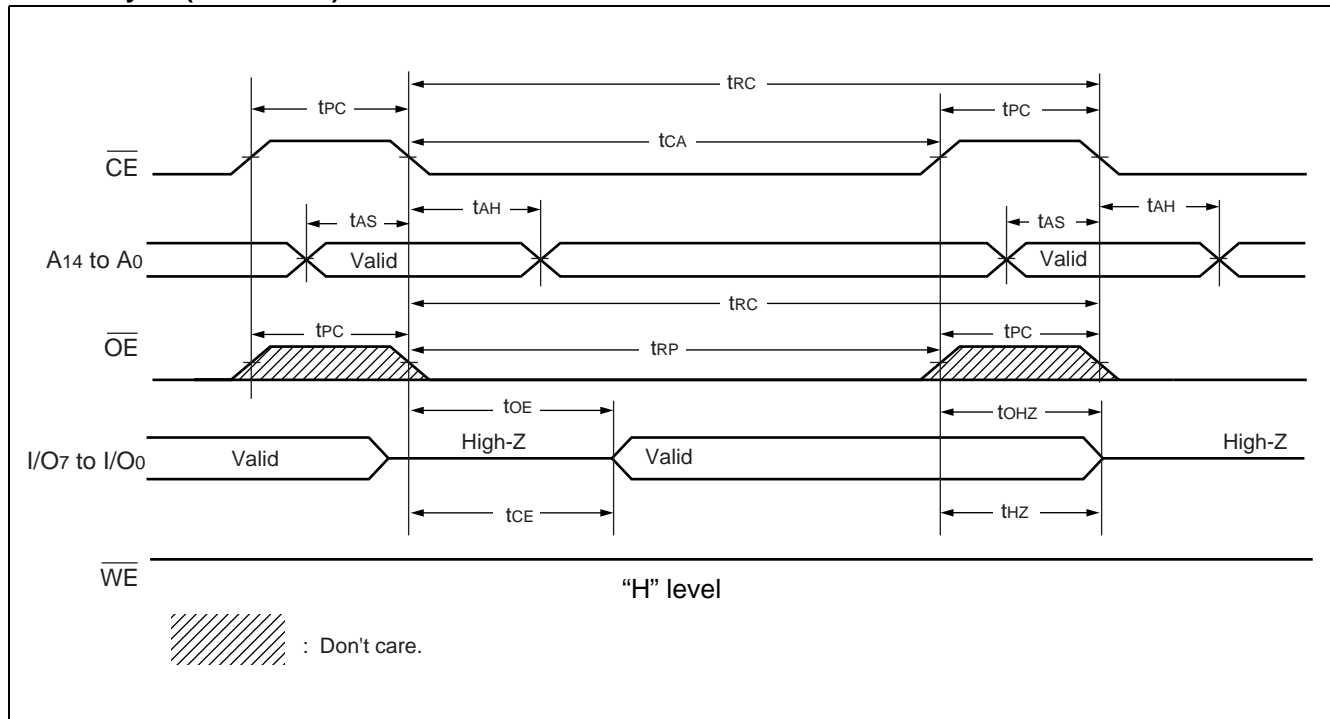 tRC
tPC
tPC
tCA
CE
tAS
tAH
tAS
tAH
A14 to A0
Valid
Valid
tRC
tPC
tPC
OE
tRP
tOE
tOHZ
High-Z
High-Z
I/O7 to I/O0
Valid
Valid
tCE
tHZ
WE
“H” level
: Don't care.